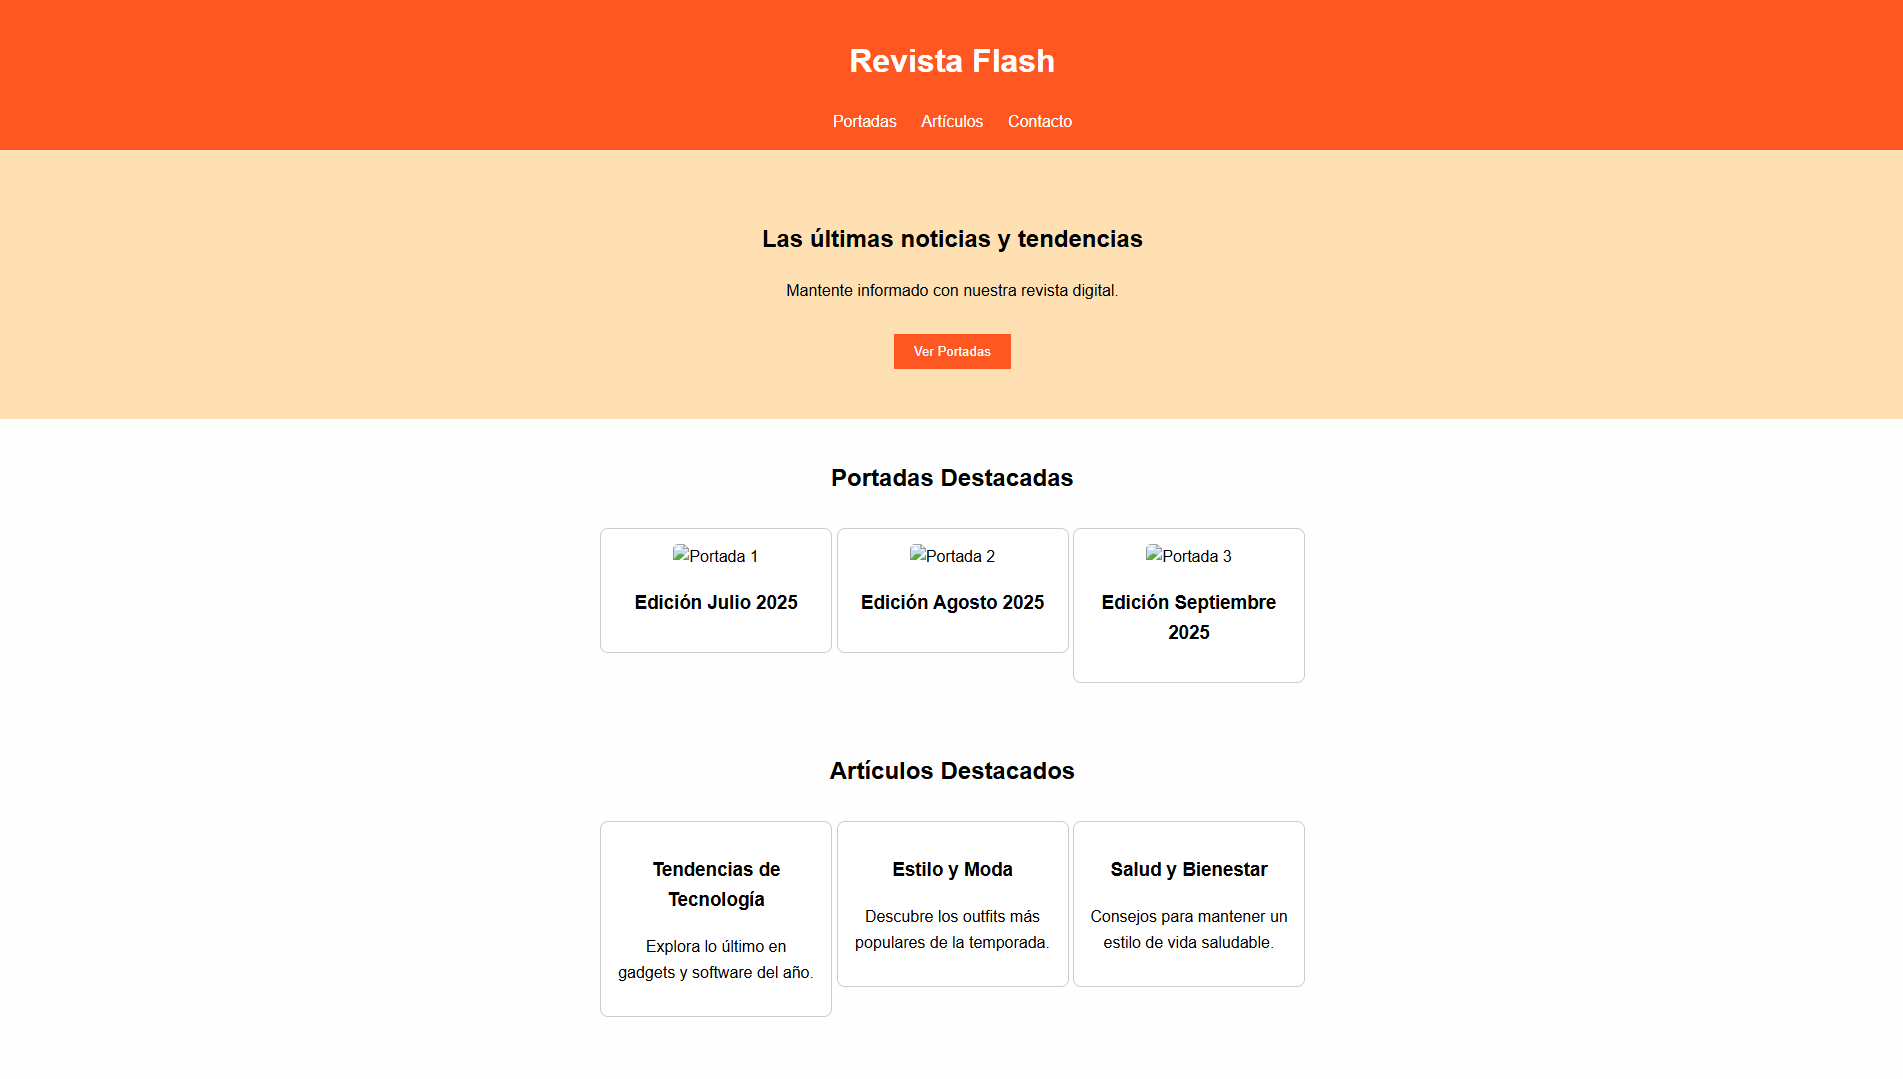 Revista Flash
Portadas Artículos Contacto
Las últimas noticias y tendencias
Mantente informado con nuestra revista digital.
Ver Portadas
Portadas Destacadas
Portada 1
Edición Julio 2025
Portada 2
Edición Agosto 2025
Portada 3
Edición Septiembre
2025
Artículos Destacados
Tendencias de
Tecnología
Explora lo último en
gadgets y software del año.
Estilo y Moda
Descubre los outfits más
populares de la temporada.
Salud y Bienestar
Consejos para mantener un
estilo de vida saludable.